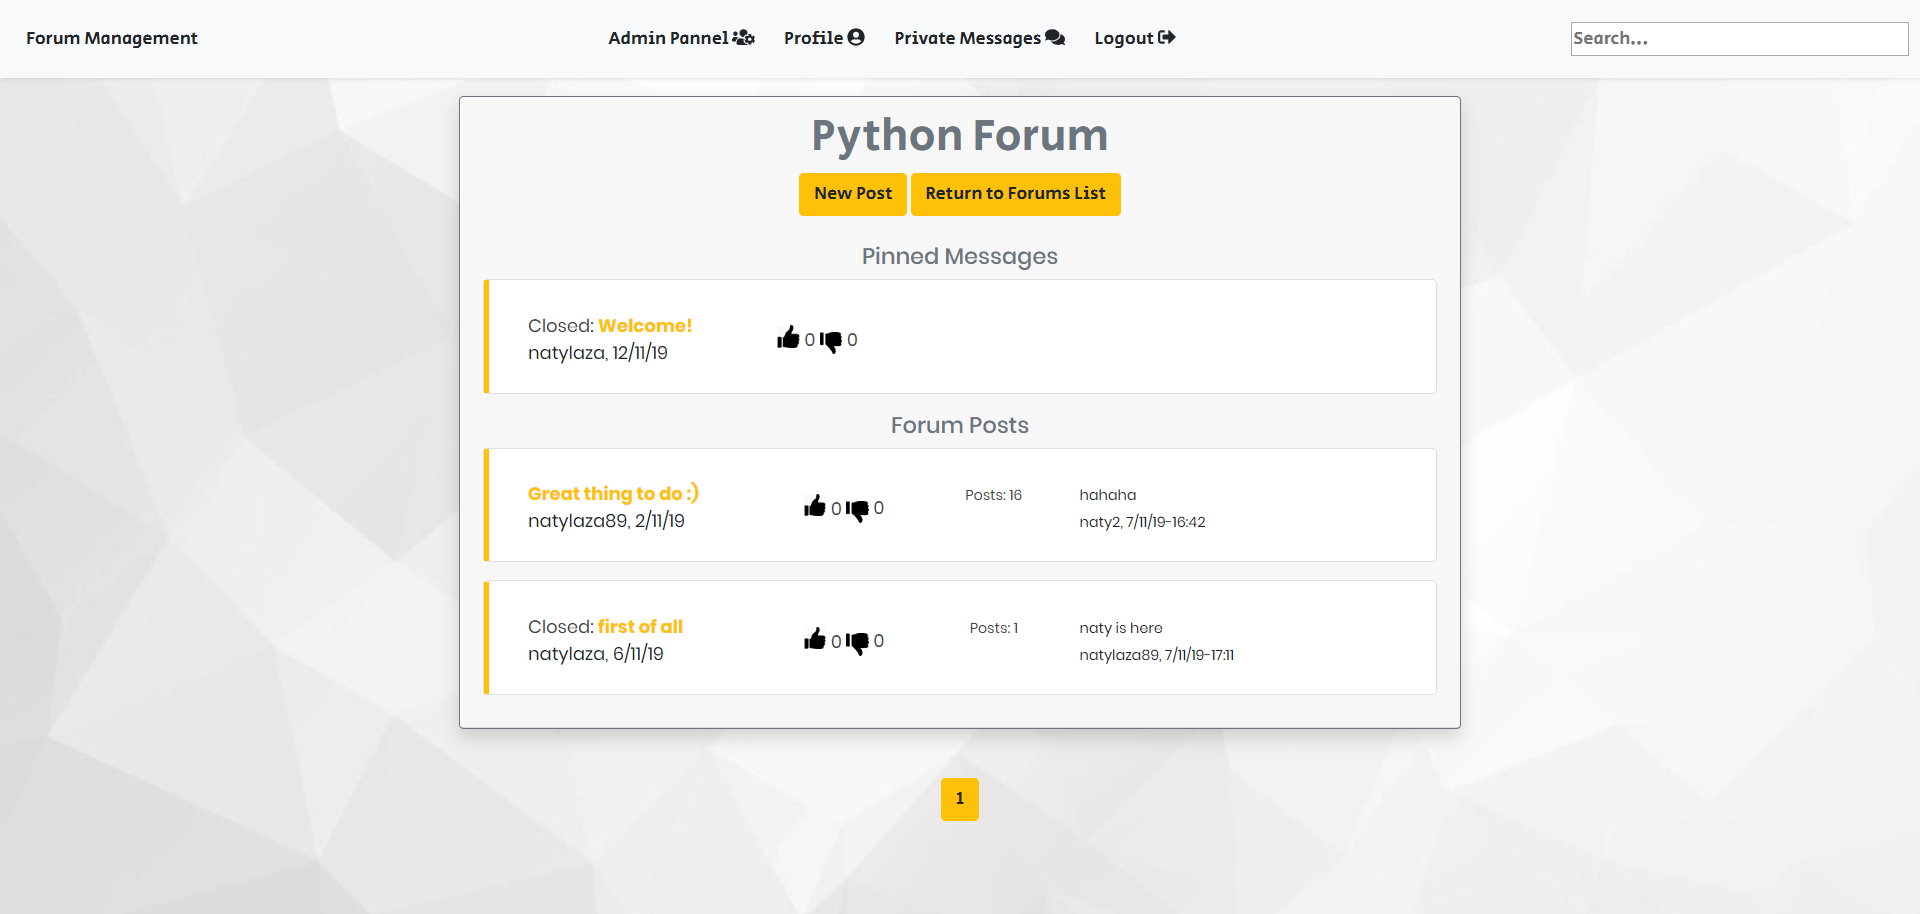 Forum Management
Admin Pannel
Profile
Private Messages
Logout
Search...
Python Forum
New Post
Return to Forums List
Pinned Messages
Closed: Welcome!
natylaza, 12/11/19
0 0
Forum Posts
Great thing to do :)
natylaza89, 2/11/19
0 0
Posts: 16
hahaha
naty2, 7/11/19-16:42
Closed: first of all
natylaza, 6/11/19
0 0
Posts: 1
naty is here
natylaza89, 7/11/19-17:11
1